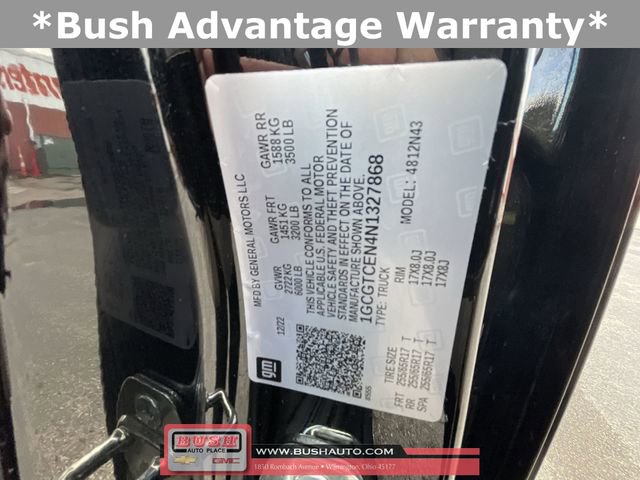 *Bush Advantage Warranty*
MFD BY GENERAL MOTORS LLC
12/22
GVWR GAWR FRT GAWR RR
2722 KG 1451 KG 1588 KG
6000 LB 3200 LB 3500 LB
THIS VEHICLE CONFORMS TO ALL
APPLICABLE U.S. FEDERAL MOTOR
VEHICLE SAFETY AND THEFT PREVENTION
STANDARDS IN EFFECT ON THE DATE OF
MANUFACTURE SHOWN ABOVE.
1GCGTCEN4N1327868
TYPE: TRUCK MODEL: 4812N43
TIRE SIZE RIM
FRT 255/65R17 T 17X8.0J
RR 255/65R17 T 17X8.0J
SPA 255/65R17 T 17X8J
gm
BUSH
AUTO PLACE
GMC
WWW.BUSHAUTO.COM
1850 Rombach Avenue • Wilmington, Ohio 45177